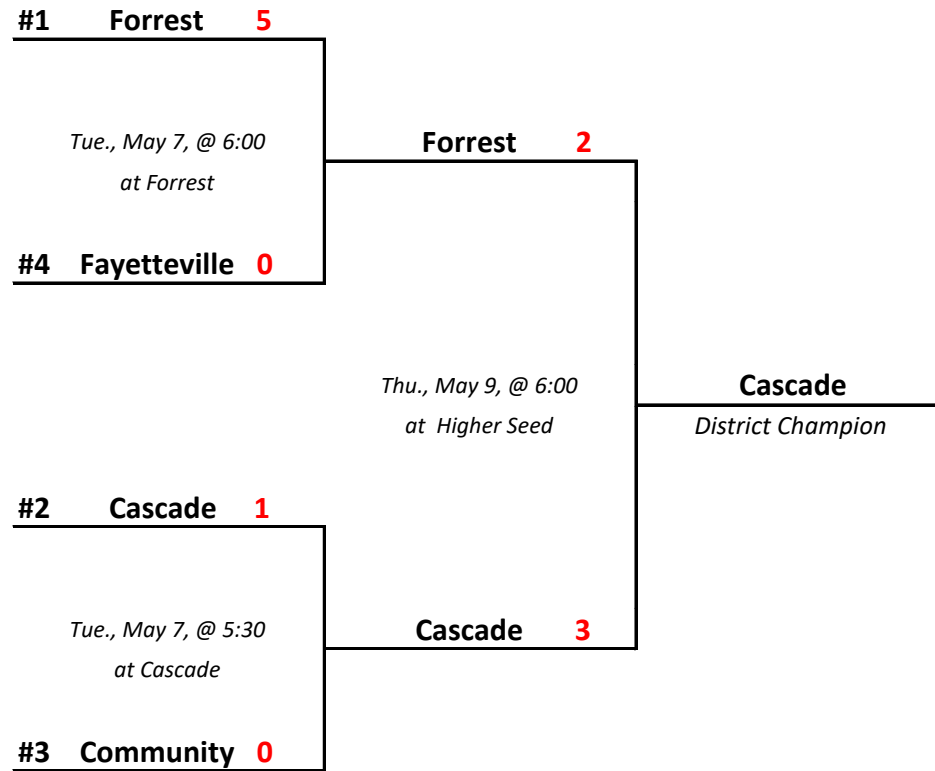 #1 Forrest 5
Tue., May 7, @ 6:00
at Forrest
#4 Fayetteville 0
Forrest 2
Thu., May 9, @ 6:00
at Higher Seed
Cascade
District Champion
#2 Cascade 1
Tue., May 7, @ 5:30
at Cascade
#3 Community 0
Cascade 3